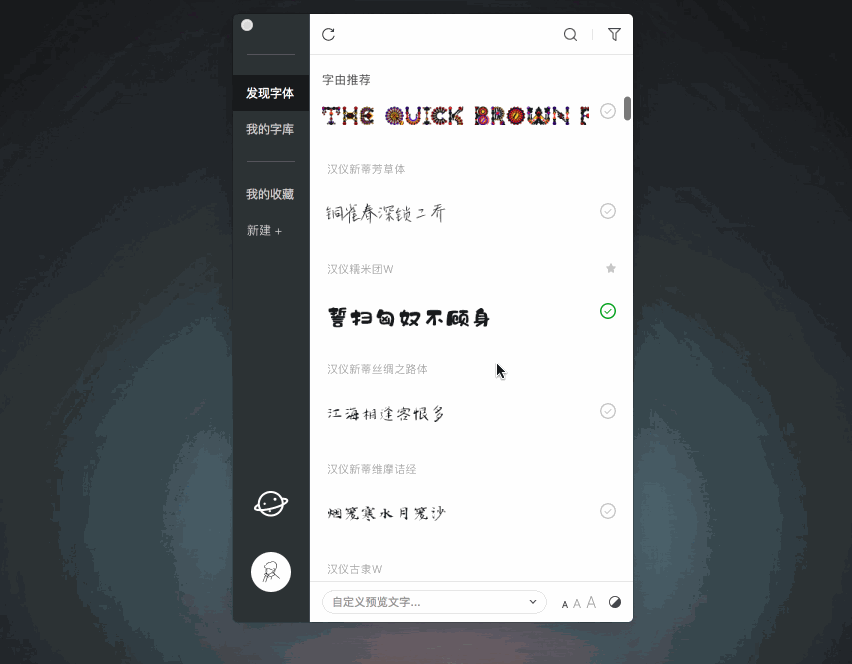 发现字体
我的字库
我的收藏
新建 +
字由推荐
THE QUICK BROWN F
汉仪新蒂芳草体
铜雀春深锁二乔
汉仪糯米团W
誓扫匈奴不顾身
汉仪新蒂丝绸之路体
江海相逢客恨多
汉仪新蒂维摩诘经
烟笼寒水月笼沙
汉仪古隶W
自定义预览文字...
A A A